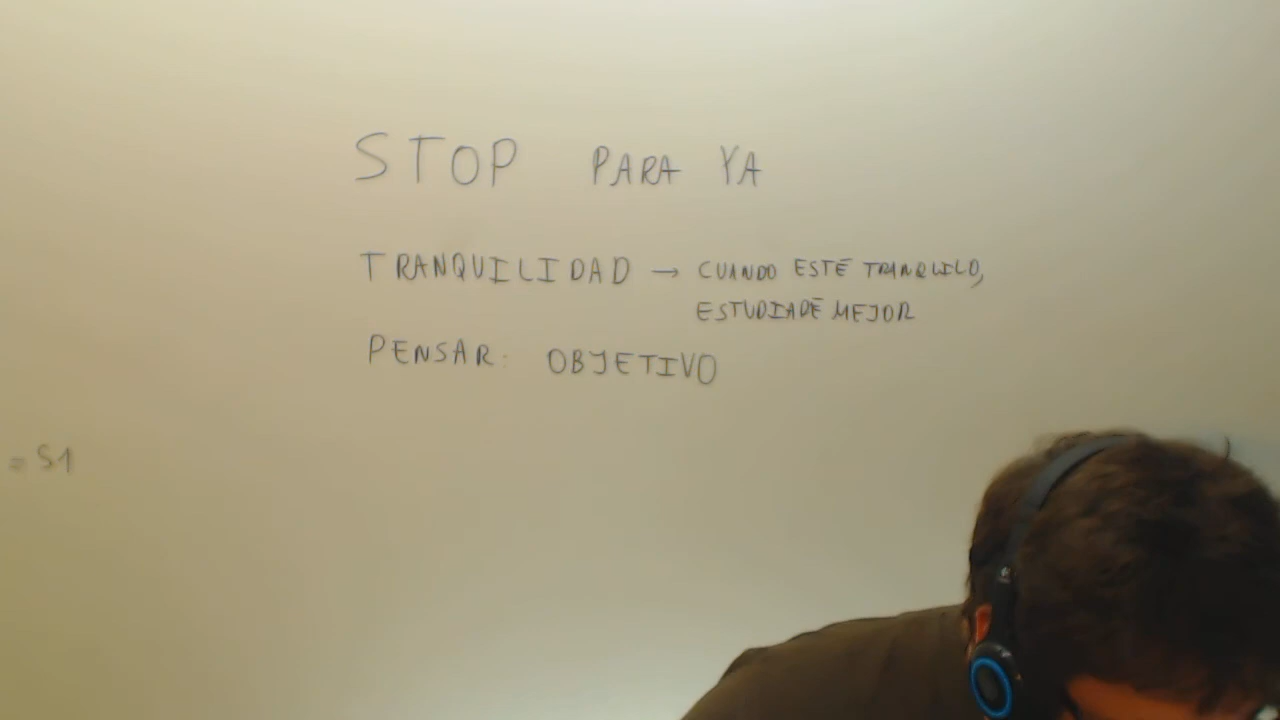 STOP PARA YA
TRANQUILIDAD → CUANDO ESTÉ TRANQUILO,
ESTUDIARÉ MEJOR
PENSAR: OBJETIVO
= S1